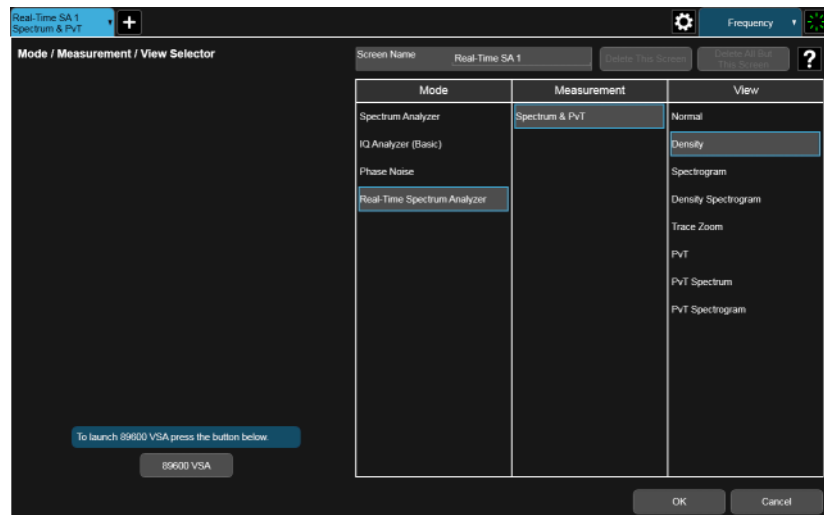 Real-Time SA 1
Spectrum & PvT
+
Frequency
Mode / Measurement / View Selector
Screen Name
Real-Time SA 1
Delete This Screen
Delete All But
This Screen
?
Mode
Measurement
View
Spectrum Analyzer
Spectrum & PvT
Normal
IQ Analyzer (Basic)
Density
Phase Noise
Spectrogram
Real-Time Spectrum Analyzer
Density Spectrogram
Trace Zoom
PvT
PvT Spectrum
PvT Spectrogram
To launch 89600 VSA press the button below.
89600 VSA
OK
Cancel